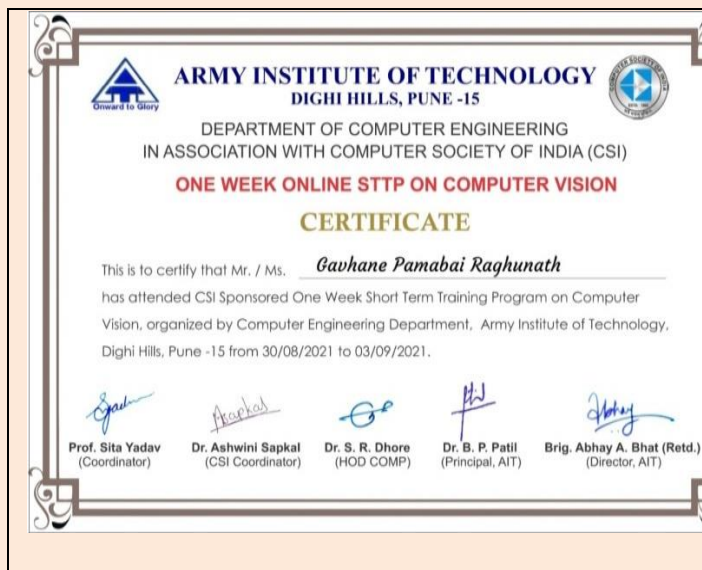 ARMY INSTITUTE OF TECHNOLOGY
DIGHI HILLS, PUNE -15
Onward to Glory
DEPARTMENT OF COMPUTER ENGINEERING
IN ASSOCIATION WITH COMPUTER SOCIETY OF INDIA (CSI)
ONE WEEK ONLINE STTP ON COMPUTER VISION
CERTIFICATE
This is to certify that Mr. / Ms. Gavhane Pamabai Raghunath
has attended CSI Sponsored One Week Short Term Training Program on Computer
Vision, organized by Computer Engineering Department, Army Institute of Technology,
Dighi Hills, Pune -15 from 30/08/2021 to 03/09/2021.
Prof. Sita Yadav Dr. Ashwini Sapkal Dr. S. R. Dhore Dr. B. P. Patil Brig. Abhay A. Bhat (Retd.)
(Coordinator) (CSI Coordinator) (HOD COMP) (Principal, AIT) (Director, AIT)